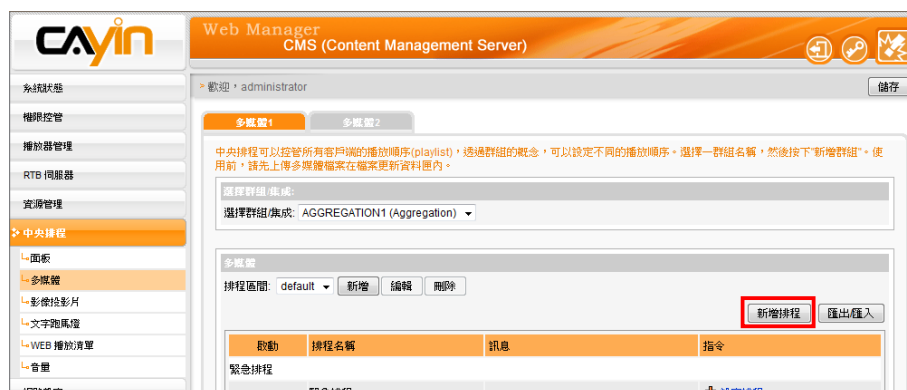 CAYIN
Web Manager
CMS (Content Management Server)
系統狀態
權限控管
播放器管理
RTB 伺服器
資源管理
中央排程
面板
多媒體
影像投影片
文字跑馬燈
WEB 播放清單
音量
> 歡迎，administrator
儲存
多媒體1
多媒體2
中央排程可以控管所有客戶端的播放順序(playlist)，透過群組的觀念，可以設定不同的播放順序。選擇一群組名稱，然後按下"新增群組"。使
用前，請先上傳多媒體檔案在檔案更新資料匣內。
選擇群組/集成:
選擇群組/集成: AGGREGATION1 (Aggregation)
多媒體
排程區間: default 新增 編輯 刪除
新增排程 匯出/匯入
啟動 排程名稱 訊息 指令
緊急排程